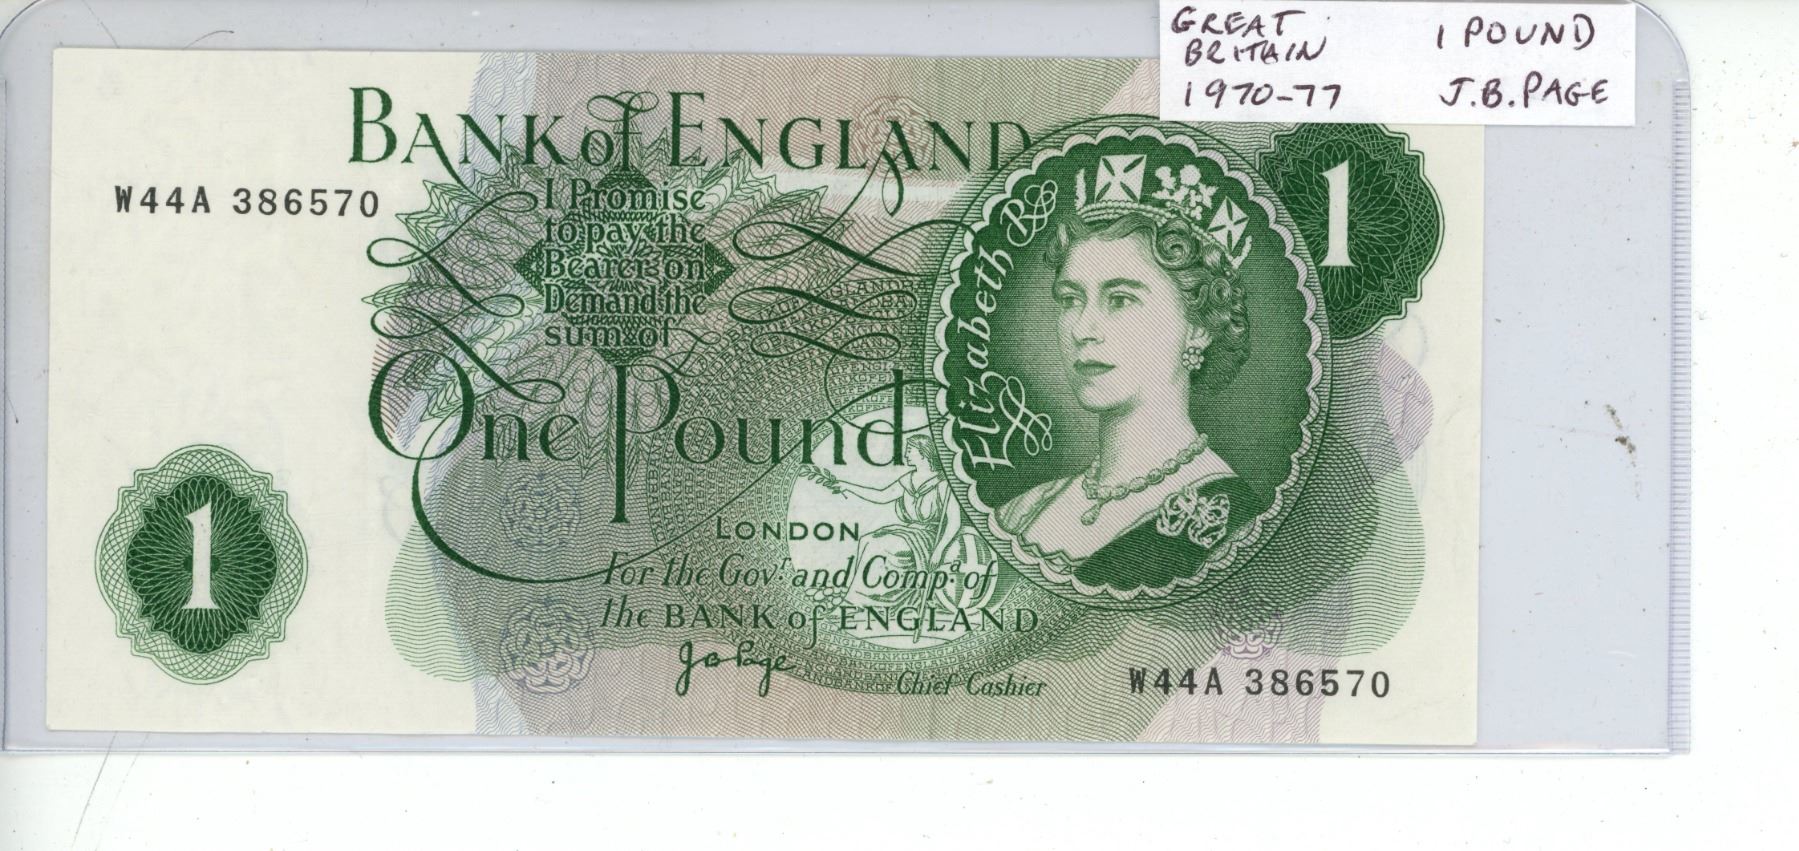 GREAT BRITAIN 1 POUND
1970-77 J.B. PAGE
BANK of ENGLAND
W44A 386570
I Promise
to pay the
Bearer on
Demand the
sum of
One Pound
LONDON
For the Govr. and Compa. of
the BANK of ENGLAND
J B Page
Chief Cashier
Elizabeth R
1
1
W44A 386570